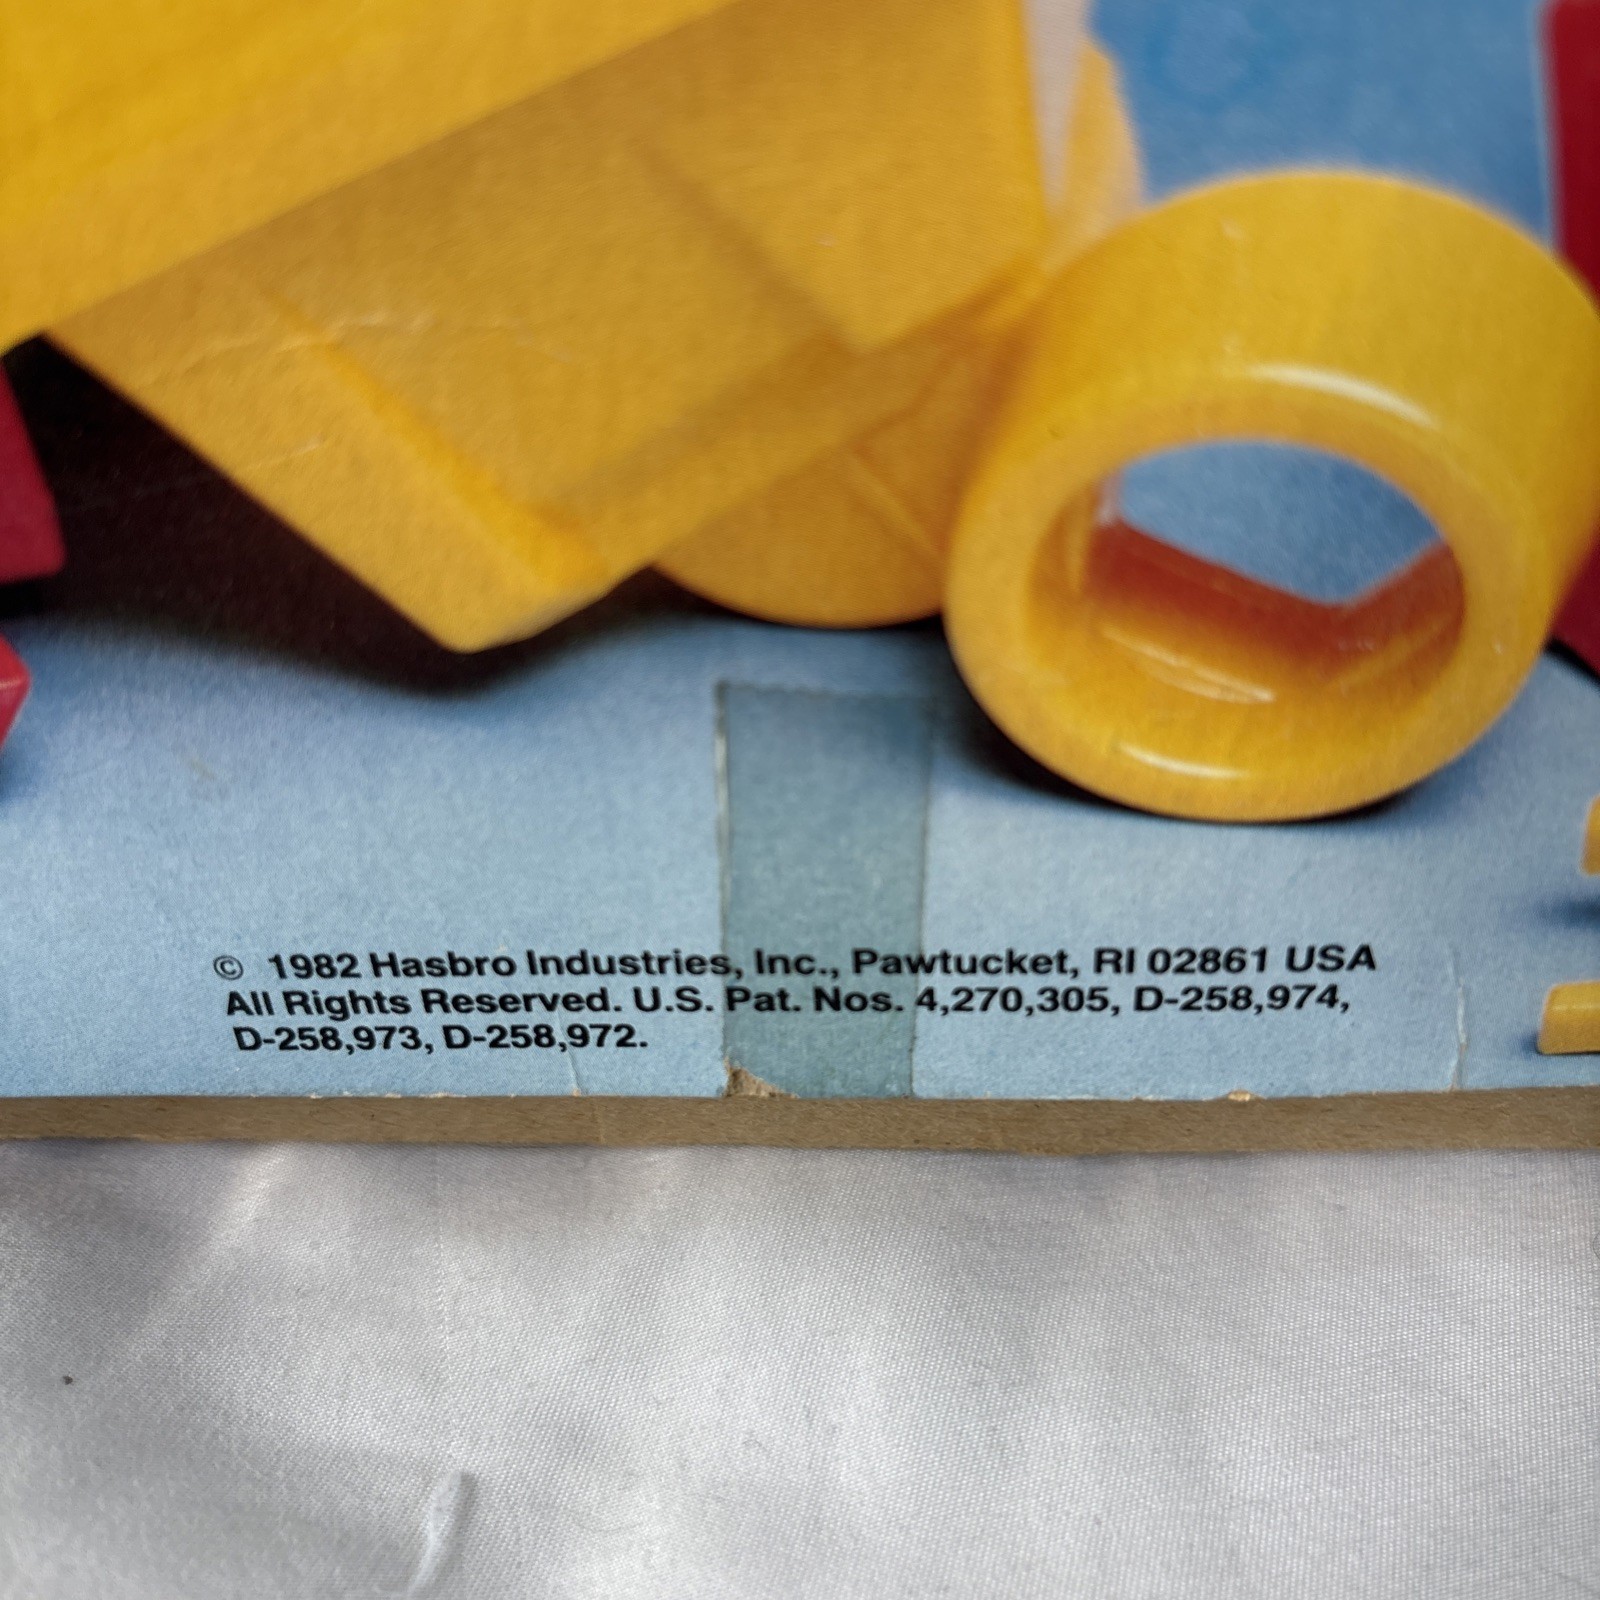 © 1982 Hasbro Industries, Inc., Pawtucket, RI 02861 USA
All Rights Reserved. U.S. Pat. Nos. 4,270,305, D-258,974,
D-258,973, D-258,972.